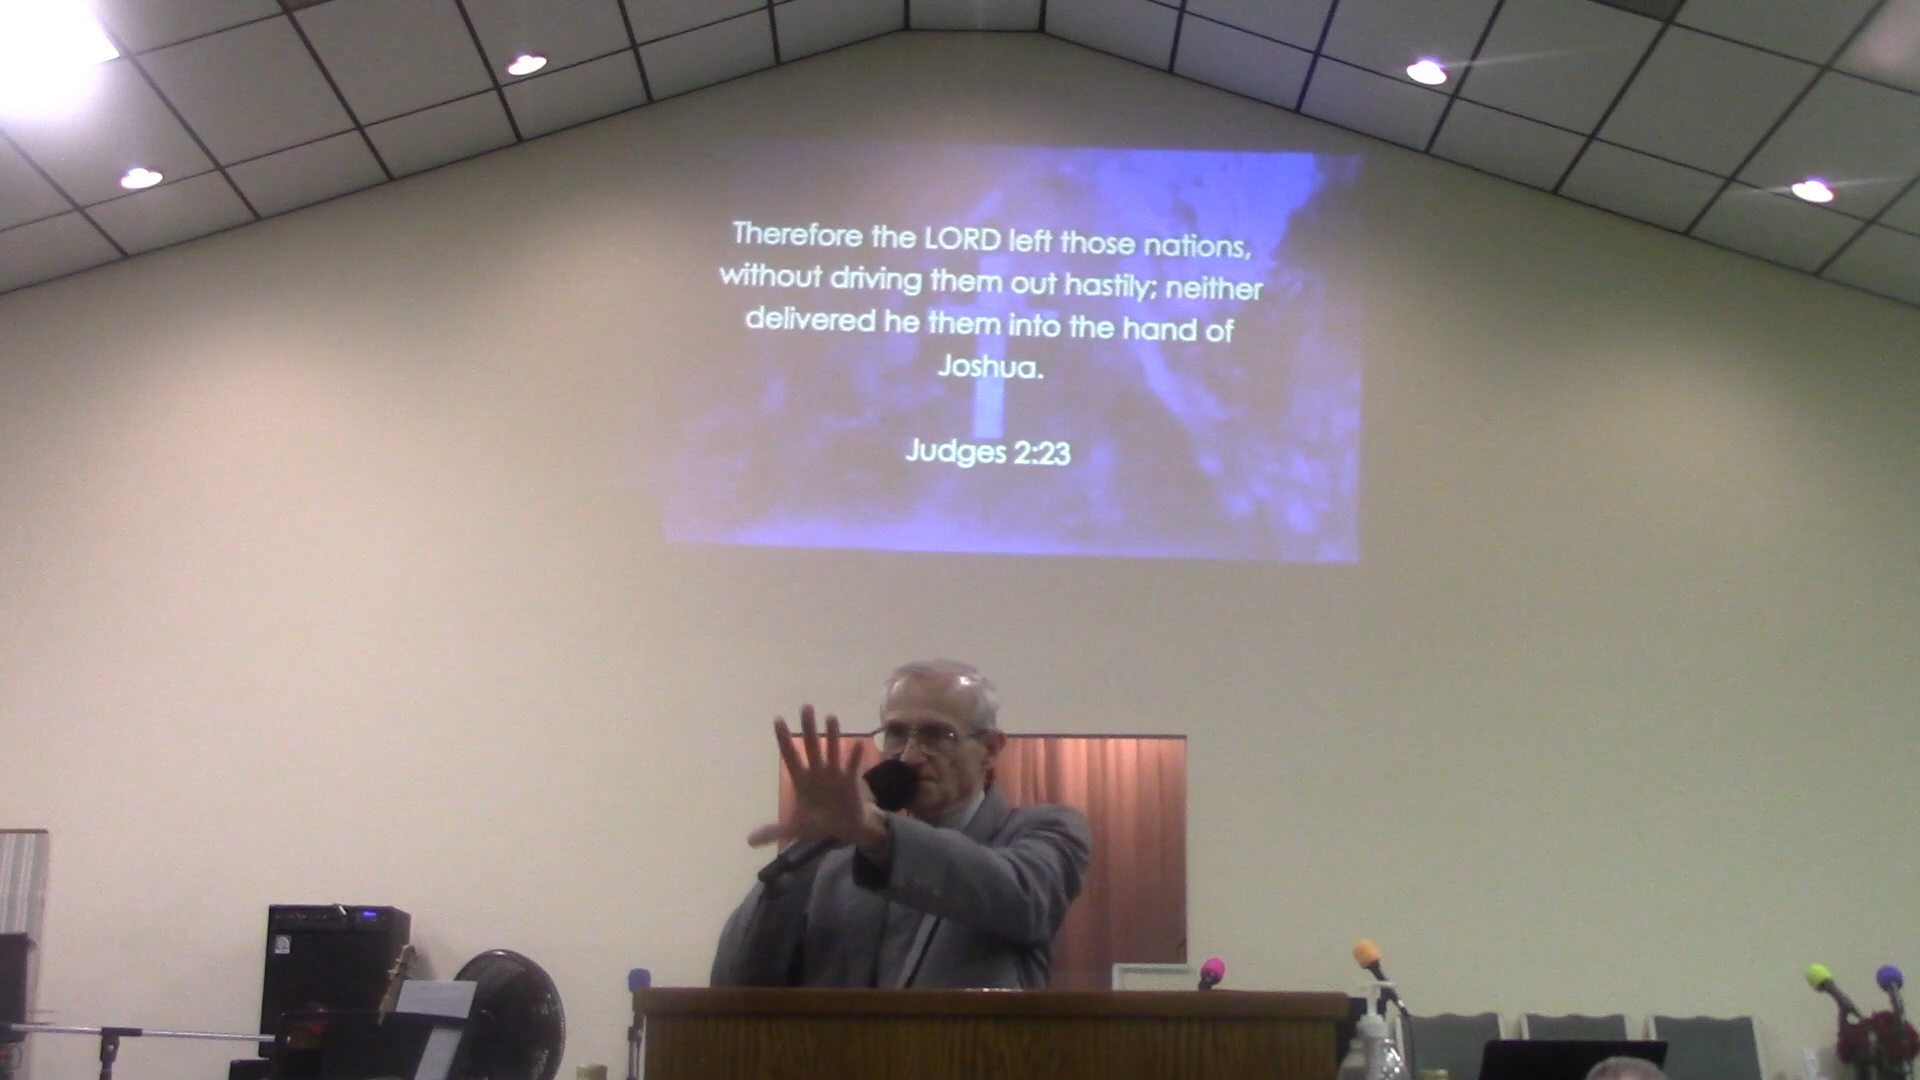 Therefore the LORD left those nations,
without driving them out hastily; neither
delivered he them into the hand of
Joshua.
Judges 2:23